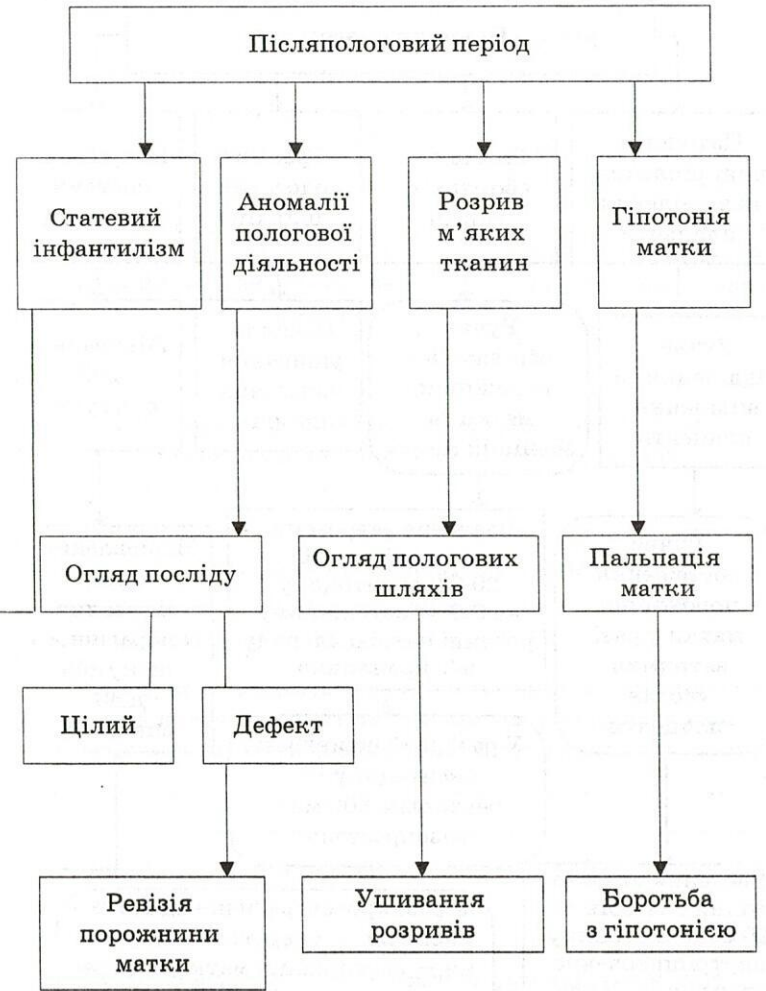 Післяпологовий період
Статевий
інфантилізм
Аномалії
пологової
діяльності
Розрив
м’яких
тканин
Гіпотонія
матки
Огляд посліду
Огляд пологових
шляхів
Пальпація
матки
Цілий
Дефект
Ревізія
порожнини
матки
Ушивання
розривів
Боротьба
з гіпотонією